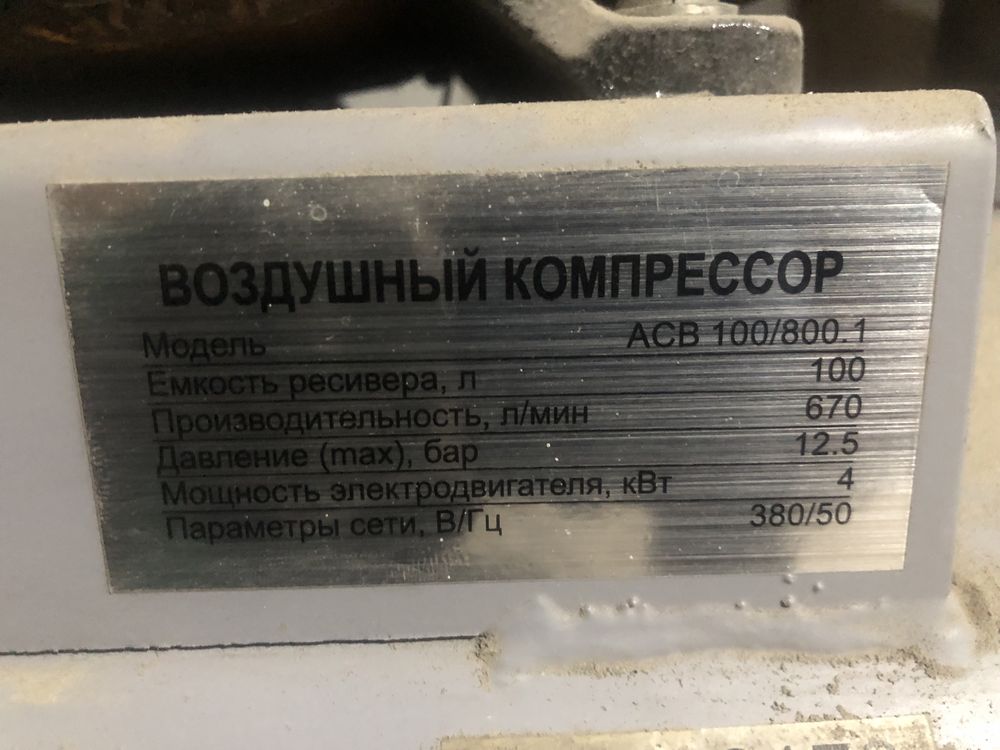 ВОЗДУШНЫЙ КОМПРЕССОР
Модель АСВ 100/800.1
Емкость ресивера, л 100
Производительность, л/мин 670
Давление (max), бар 12.5
Мощность электродвигателя, кВт 4
Параметры сети, В/Гц 380/50